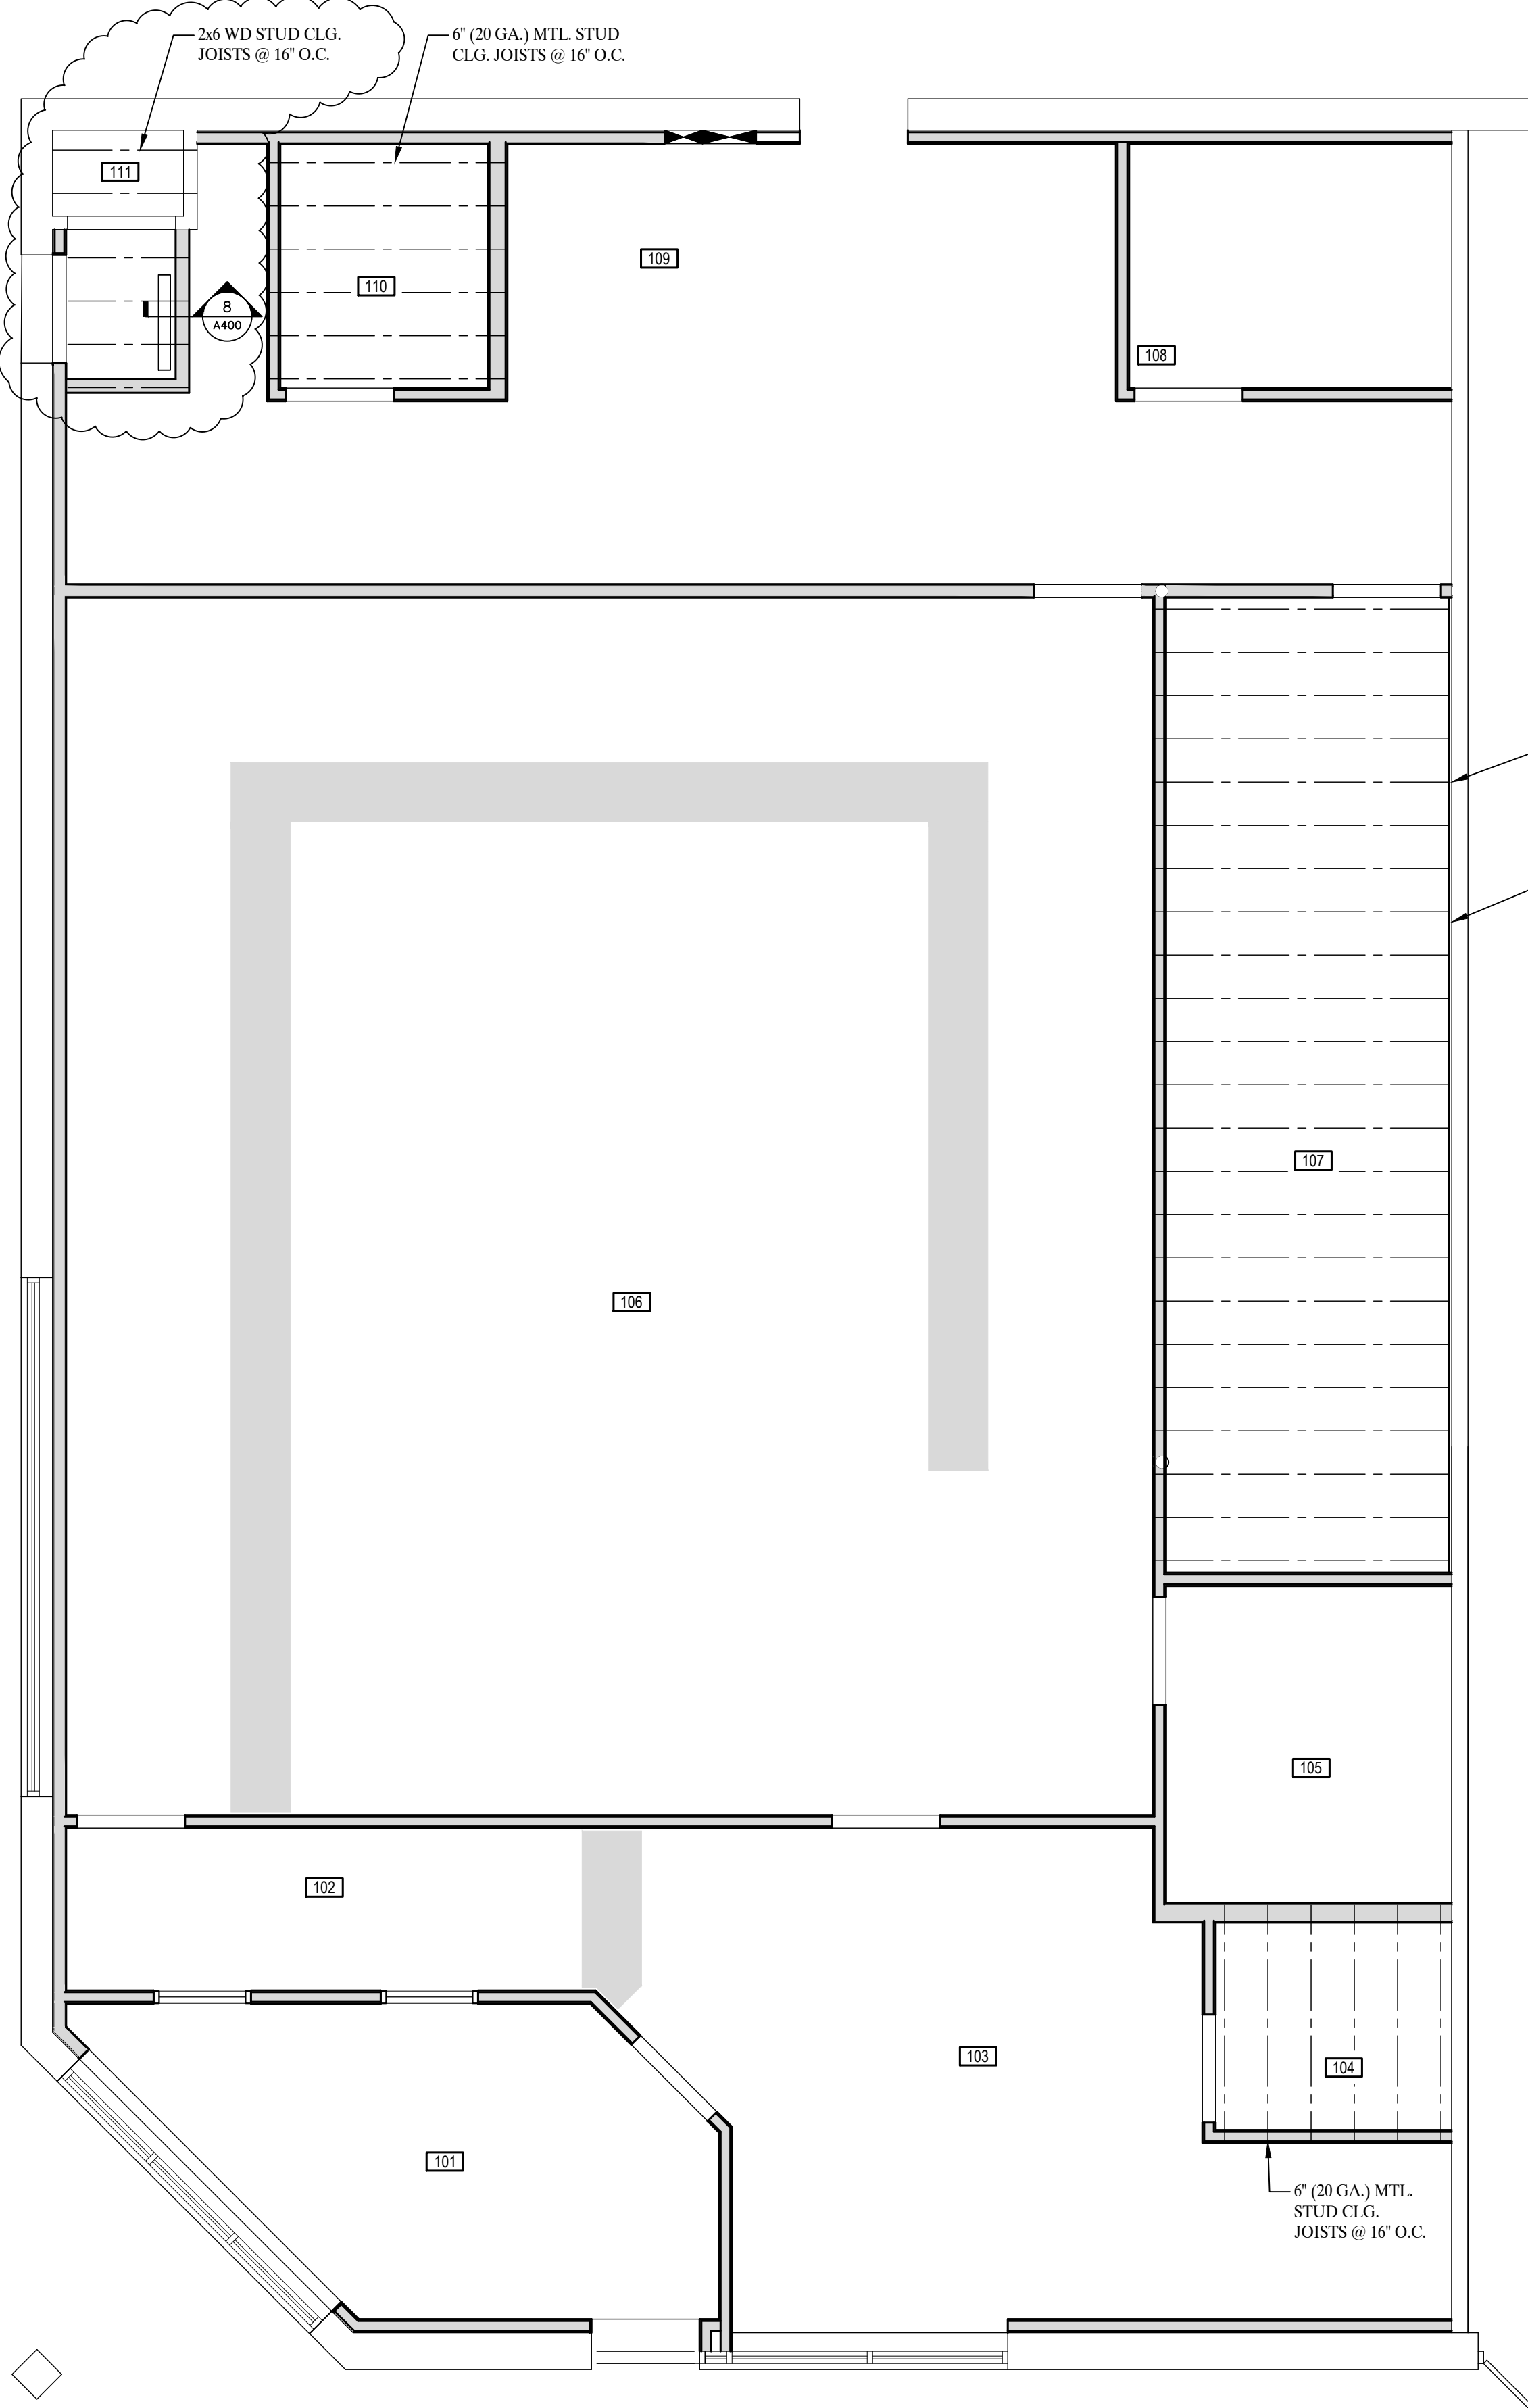 2x6 WD STUD CLG.
JOISTS @ 16" O.C.
6" (20 GA.) MTL. STUD
CLG. JOISTS @ 16" O.C.
111
109
110
8
A400
108
107
106
105
102
103
104
101
6" (20 GA.) MTL.
STUD CLG.
JOISTS @ 16" O.C.